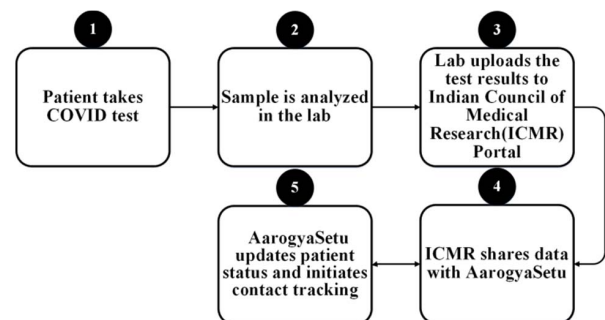 1
Patient takes
COVID test
2
Sample is analyzed
in the lab
3
Lab uploads the
test results to
Indian Council of
Medical
Research(ICMR)
Portal
4
ICMR shares data
with AarogyaSetu
5
AarogyaSetu
updates patient
status and initiates
contact tracking